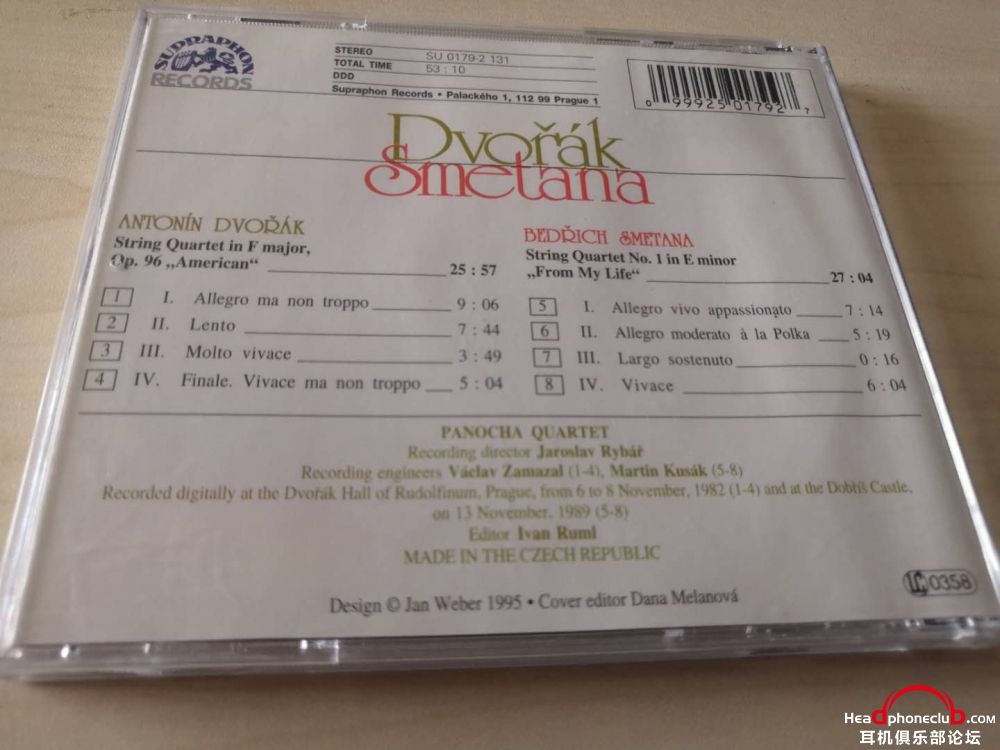 SUPRAPHON
RECORDS
STEREO SU 0179-2 131
TOTAL TIME 53 : 10
DDD
Supraphon Records • Palackého 1, 112 99 Prague 1
0 99925 01792 7
Dvořák
Smetana
ANTONÍN DVOŘÁK
String Quartet in F major,
Op. 96 „American“ 25 : 57
1 I. Allegro ma non troppo 9 : 06
2 II. Lento 7 : 44
3 III. Molto vivace 3 : 49
4 IV. Finale. Vivace ma non troppo 5 : 04
BEDŘICH SMETANA
String Quartet No. 1 in E minor
„From My Life“ 27 : 04
5 I. Allegro vivo appassionato 7 : 14
6 II. Allegro moderato à la Polka 5 : 19
7 III. Largo sostenuto 0 : 16
8 IV. Vivace 6 : 04
PANOCHA QUARTET
Recording director Jaroslav Rybář
Recording engineers Václav Zamazal (1-4), Martin Kusák (5-8)
Recorded digitally at the Dvořák Hall of Rudolfinum, Prague, from 6 to 8 November, 1982 (1-4) and at the Dobříš Castle,
on 13 November, 1989 (5-8)
Editor Ivan Ruml
MADE IN THE CZECH REPUBLIC
LC 0358
Design © Jan Weber 1995 • Cover editor Dana Melanová
Headphoneclub.com
耳机俱乐部论坛